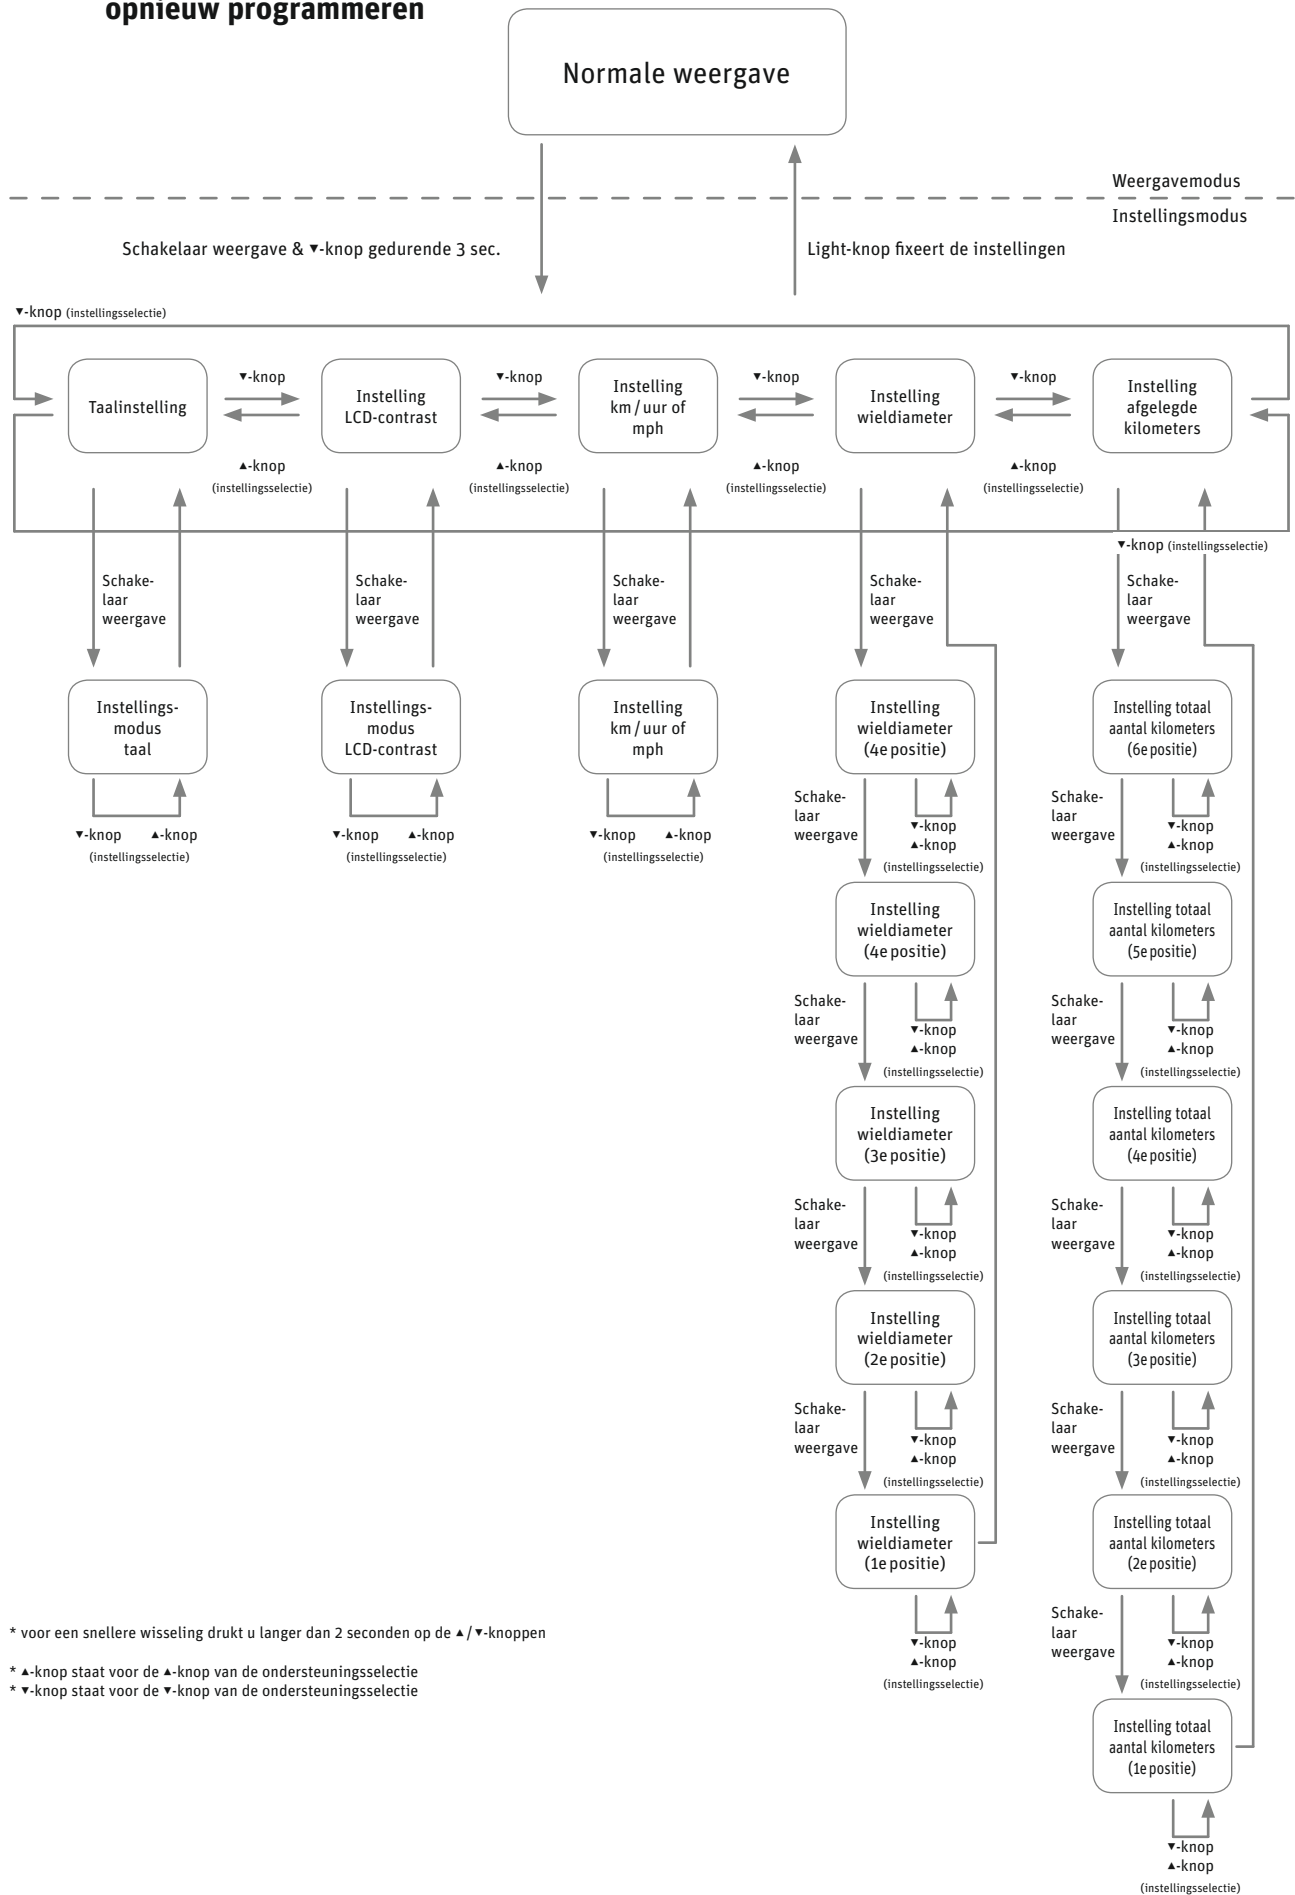 opnieuw programmeren
Normale weergave
Weergavemodus
Instellingsmodus
Schakelaar weergave & ▼-knop gedurende 3 sec.
Light-knop fixeert de instellingen
▼-knop (instellingsselectie)
Taalinstelling
▼-knop
▲-knop
(instellingsselectie)
Instelling
LCD-contrast
▼-knop
▲-knop
(instellingsselectie)
Instelling
km / uur of
mph
▼-knop
▲-knop
(instellingsselectie)
Instelling
wieldiameter
▼-knop
▲-knop
(instellingsselectie)
Instelling
afgelegde
kilometers
▼-knop (instellingsselectie)
Schake-
laar
weergave
Schake-
laar
weergave
Schake-
laar
weergave
Schake-
laar
weergave
Schake-
laar
weergave
Instellings-
modus
taal
▼-knop ▲-knop
(instellingsselectie)
Instellings-
modus
LCD-contrast
▼-knop ▲-knop
(instellingsselectie)
Instelling
km / uur of
mph
▼-knop ▲-knop
(instellingsselectie)
Instelling
wieldiameter
(4e positie)
Schake-
laar
weergave
▼-knop
▲-knop
(instellingsselectie)
Instelling
wieldiameter
(4e positie)
Schake-
laar
weergave
▼-knop
▲-knop
(instellingsselectie)
Instelling
wieldiameter
(3e positie)
Schake-
laar
weergave
▼-knop
▲-knop
(instellingsselectie)
Instelling
wieldiameter
(2e positie)
Schake-
laar
weergave
▼-knop
▲-knop
(instellingsselectie)
Instelling
wieldiameter
(1e positie)
▼-knop
▲-knop
(instellingsselectie)
Instelling totaal
aantal kilometers
(6e positie)
Schake-
laar
weergave
▼-knop
▲-knop
(instellingsselectie)
Instelling totaal
aantal kilometers
(5e positie)
Schake-
laar
weergave
▼-knop
▲-knop
(instellingsselectie)
Instelling totaal
aantal kilometers
(4e positie)
Schake-
laar
weergave
▼-knop
▲-knop
(instellingsselectie)
Instelling totaal
aantal kilometers
(3e positie)
Schake-
laar
weergave
▼-knop
▲-knop
(instellingsselectie)
Instelling totaal
aantal kilometers
(2e positie)
Schake-
laar
weergave
▼-knop
▲-knop
(instellingsselectie)
Instelling totaal
aantal kilometers
(1e positie)
▼-knop
▲-knop
(instellingsselectie)
* voor een snellere wisseling drukt u langer dan 2 seconden op de ▲ / ▼-knoppen
* ▲-knop staat voor de ▲-knop van de ondersteuningsselectie
* ▼-knop staat voor de ▼-knop van de ondersteuningsselectie